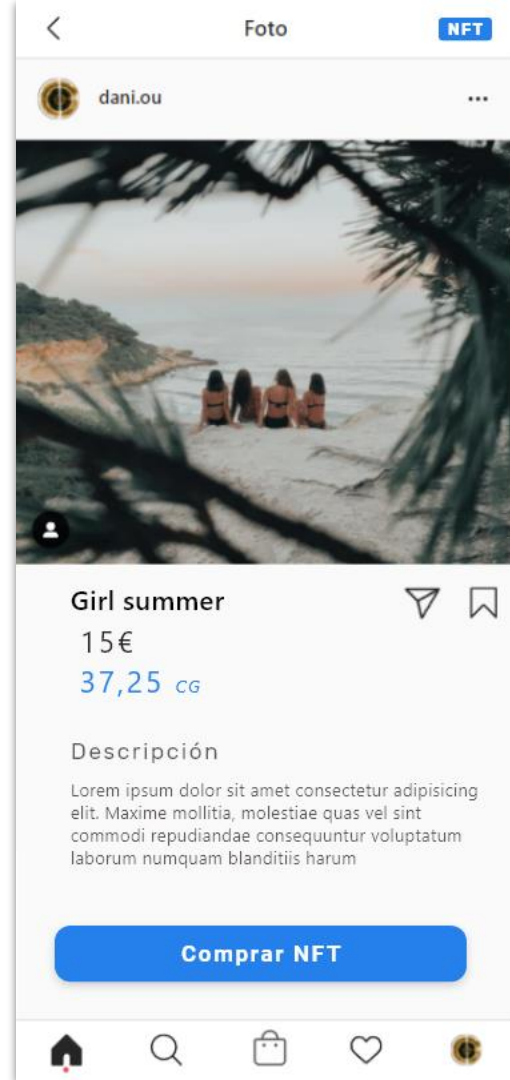 Foto
NFT
dani.ou
Girl summer
15€
37,25 CG
Descripción
Lorem ipsum dolor sit amet consectetur adipisicing
elit. Maxime mollitia, molestiae quas vel sint
commodi repudiandae consequuntur voluptatum
laborum numquam blanditiis harum
Comprar NFT